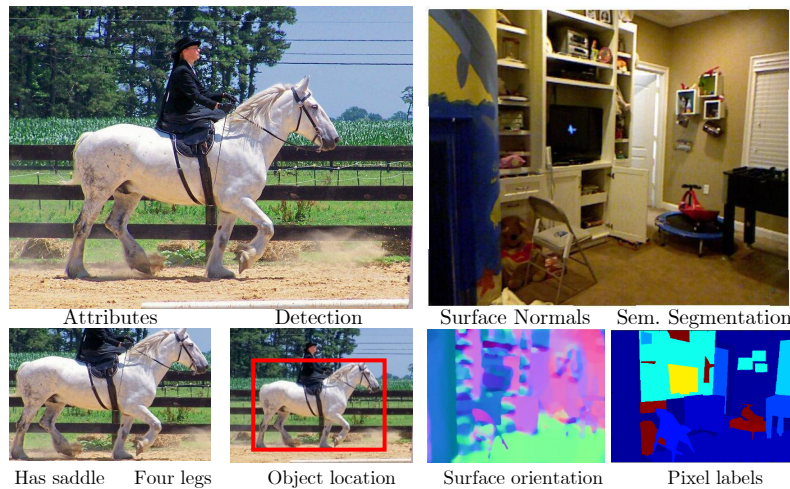 Attributes Detection Surface Normals Sem. Segmentation
Has saddle Four legs Object location Surface orientation Pixel labels